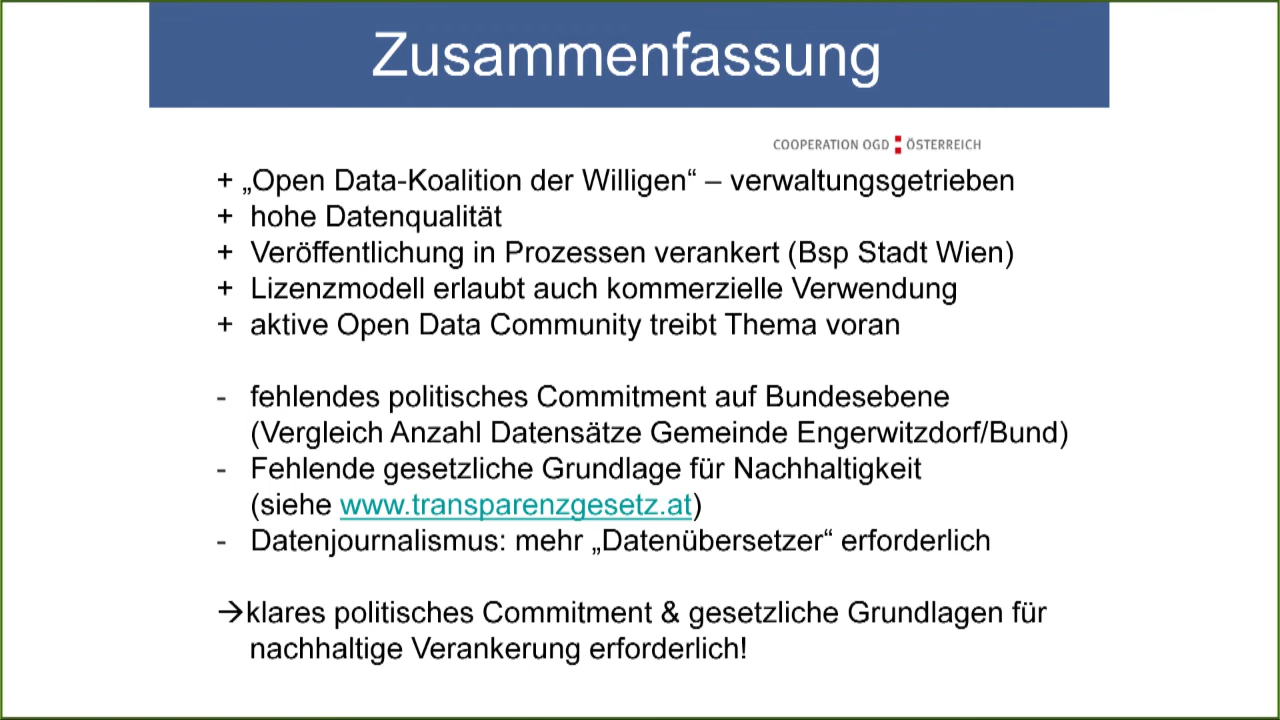 Zusammenfassung
COOPERATION OGD ÖSTERREICH
+ „Open Data-Koalition der Willigen“ – verwaltungsgetrieben
+ hohe Datenqualität
+ Veröffentlichung in Prozessen verankert (Bsp Stadt Wien)
+ Lizenzmodell erlaubt auch kommerzielle Verwendung
+ aktive Open Data Community treibt Thema voran
- fehlendes politisches Commitment auf Bundesebene
(Vergleich Anzahl Datensätze Gemeinde Engerwitzdorf/Bund)
- Fehlende gesetzliche Grundlage für Nachhaltigkeit
(siehe www.transparenzgesetz.at)
- Datenjournalismus: mehr „Datenübersetzer“ erforderlich
→klares politisches Commitment & gesetzliche Grundlagen für
nachhaltige Verankerung erforderlich!